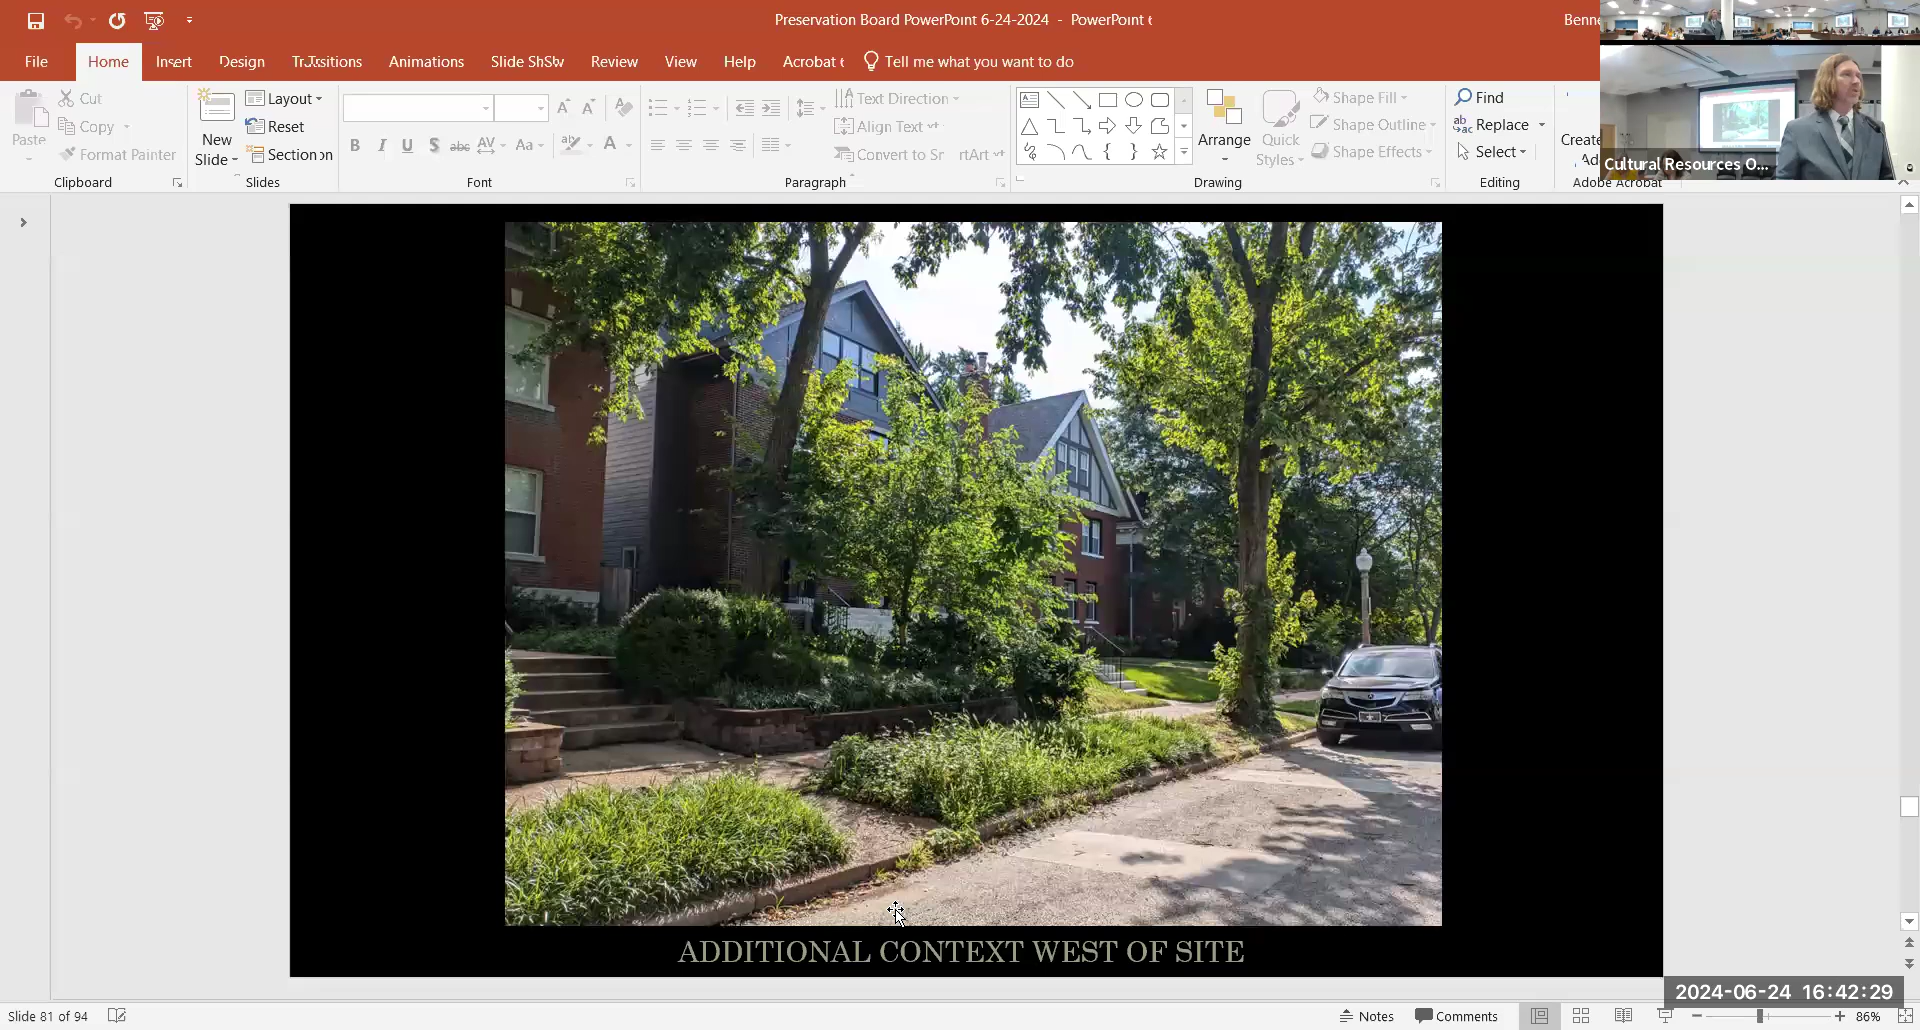 Preservation Board PowerPoint 6-24-2024 - PowerPoint
Benne
File Home Insert Design Transitions Animations Slide Show Review View Help Acrobat Tell me what you want to do
Cut
Copy
Format Painter
Paste
Clipboard
New Slide
Layout
Reset
Section
Slides
Font
Text Direction
Align Text
Paragraph
Arrange
Quick Styles
Shape Fill
Shape Outline
Shape Effects
Drawing
Find
Replace
Select
Editing
Create
Adobe Acrobat
Cultural Resources O...
ADDITIONAL CONTEXT WEST OF SITE
2024-06-24 16:42:29
Slide 81 of 94
Notes
Comments
86%